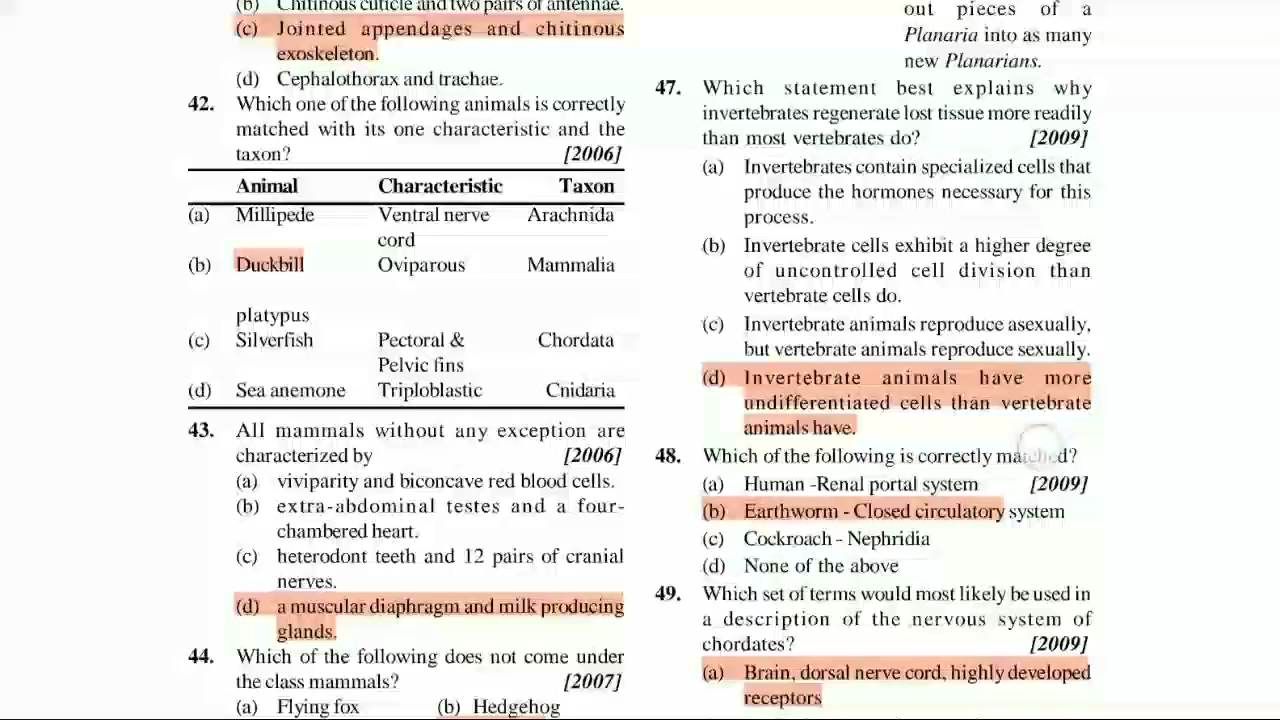 (b) Chitinous cuticle and two pairs of antennae.
(c) Jointed appendages and chitinous
exoskeleton.
(d) Cephalothorax and trachae.
42. Which one of the following animals is correctly
matched with its one characteristic and the
taxon? [2006]
Animal Characteristic Taxon
(a) Millipede Ventral nerve Arachnida
cord
(b) Duckbill Oviparous Mammalia
platypus
(c) Silverfish Pectoral & Chordata
Pelvic fins
(d) Sea anemone Triploblastic Cnidaria
43. All mammals without any exception are
characterized by [2006]
(a) viviparity and biconcave red blood cells.
(b) extra-abdominal testes and a four-
chambered heart.
(c) heterodont teeth and 12 pairs of cranial
nerves.
(d) a muscular diaphragm and milk producing
glands.
44. Which of the following does not come under
the class mammals? [2007]
(a) Flying fox (b) Hedgehog
out pieces of a
Planaria into as many
new Planarians.
47. Which statement best explains why
invertebrates regenerate lost tissue more readily
than most vertebrates do? [2009]
(a) Invertebrates contain specialized cells that
produce the hormones necessary for this
process.
(b) Invertebrate cells exhibit a higher degree
of uncontrolled cell division than
vertebrate cells do.
(c) Invertebrate animals reproduce asexually,
but vertebrate animals reproduce sexually.
(d) Invertebrate animals have more
undifferentiated cells than vertebrate
animals have.
48. Which of the following is correctly matched?
(a) Human -Renal portal system [2009]
(b) Earthworm - Closed circulatory system
(c) Cockroach - Nephridia
(d) None of the above
49. Which set of terms would most likely be used in
a description of the nervous system of
chordates? [2009]
(a) Brain, dorsal nerve cord, highly developed
receptors